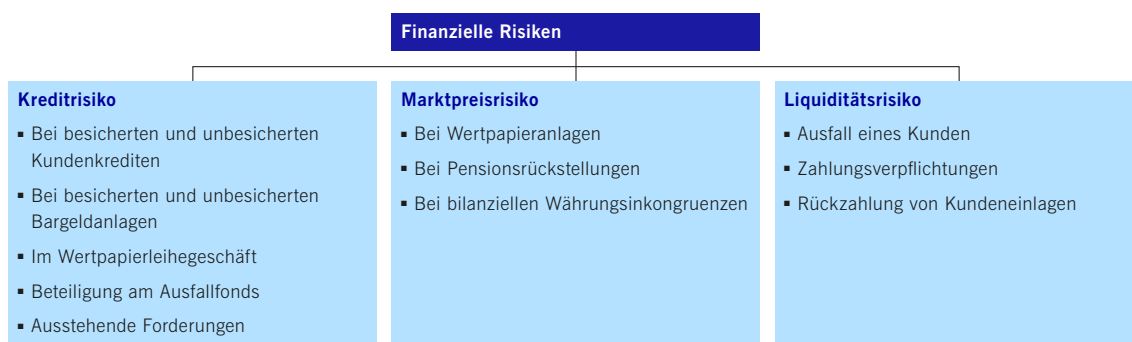 Finanzielle Risiken
Kreditrisiko
▪ Bei besicherten und unbesicherten
Kundenkrediten
▪ Bei besicherten und unbesicherten
Bargeldanlagen
▪ Im Wertpapierleihegeschäft
▪ Beteiligung am Ausfallfonds
▪ Ausstehende Forderungen
Marktpreisrisiko
▪ Bei Wertpapieranlagen
▪ Bei Pensionsrückstellungen
▪ Bei bilanziellen Währungsinkongruenzen
Liquiditätsrisiko
▪ Ausfall eines Kunden
▪ Zahlungsverpflichtungen
▪ Rückzahlung von Kundeneinlagen